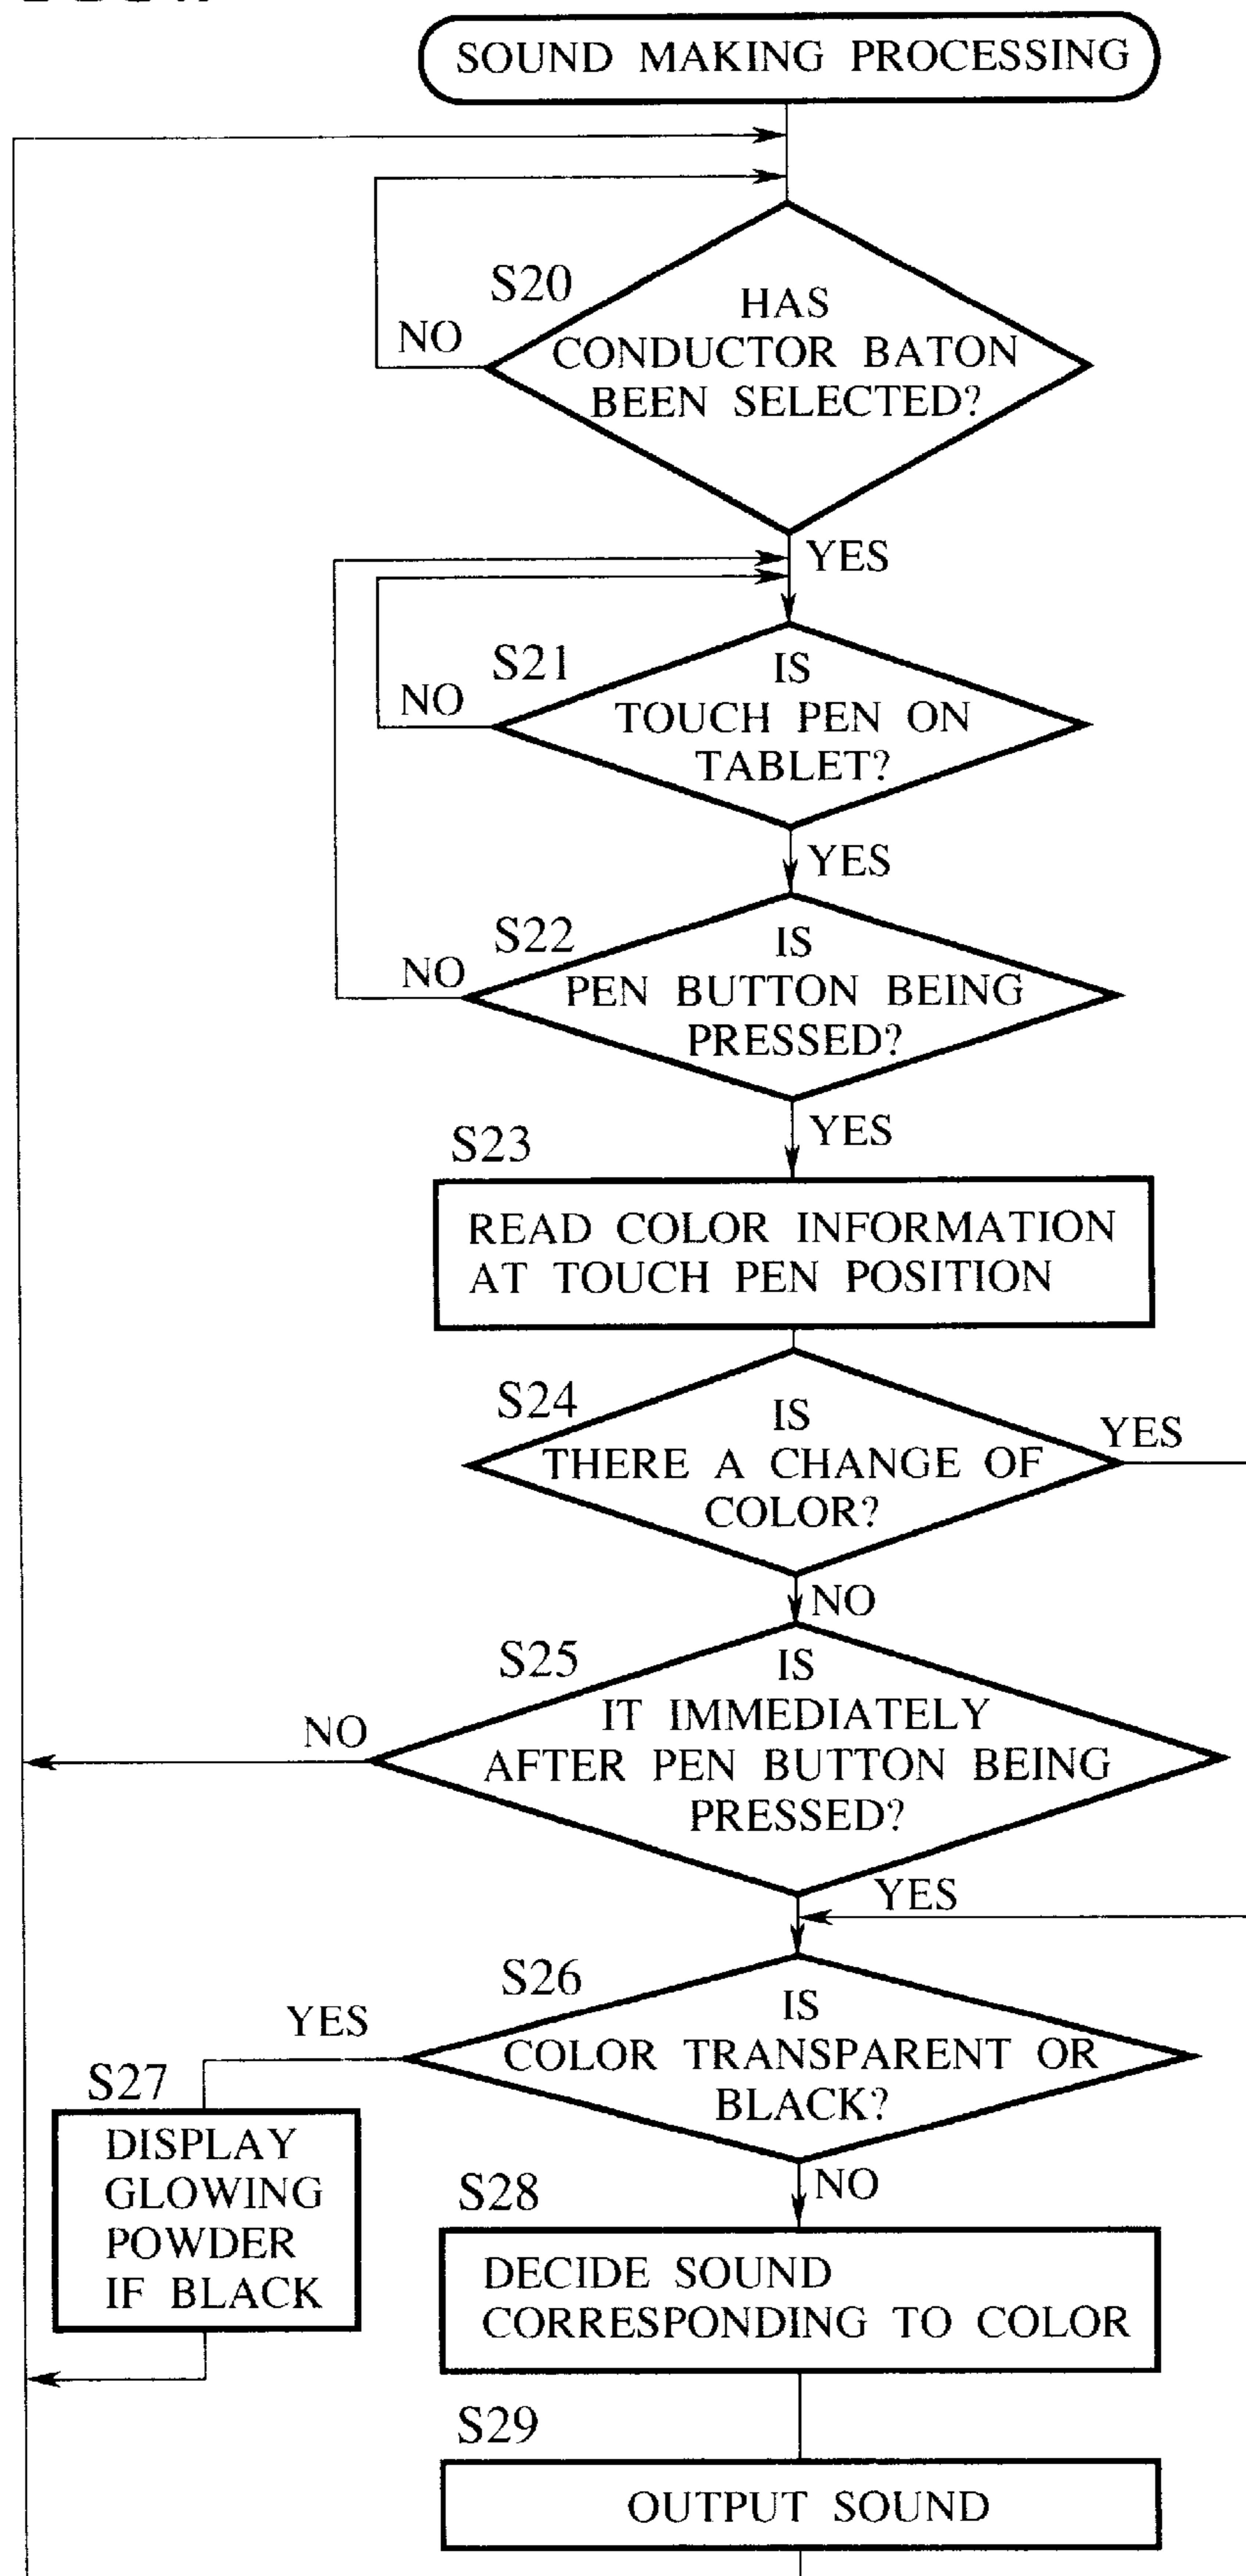 SOUND MAKING PROCESSING
S20
HAS
CONDUCTOR BATON
BEEN SELECTED?
NO
YES
S21
IS
TOUCH PEN ON
TABLET?
NO
YES
S22
IS
PEN BUTTON BEING
PRESSED?
NO
YES
S23
READ COLOR INFORMATION
AT TOUCH PEN POSITION
S24
IS
THERE A CHANGE OF
COLOR?
YES
NO
S25
IS
IT IMMEDIATELY
AFTER PEN BUTTON BEING
PRESSED?
NO
YES
S26
IS
COLOR TRANSPARENT OR
BLACK?
YES
NO
S27
DISPLAY
GLOWING
POWDER
IF BLACK
S28
DECIDE SOUND
CORRESPONDING TO COLOR
S29
OUTPUT SOUND